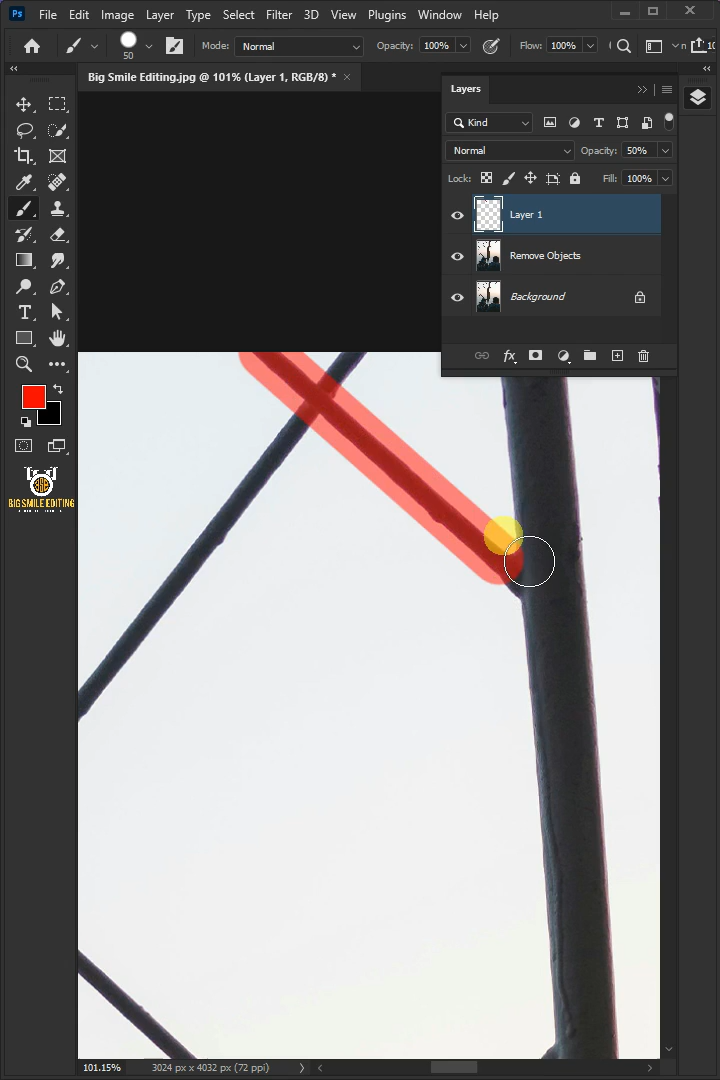 Ps File Edit Image Layer Type Select Filter 3D View Plugins Window Help
50 Mode: Normal Opacity: 100% Flow: 100%
Big Smile Editing.jpg @ 101% (Layer 1, RGB/8) * ×
Layers
Kind
Normal Opacity: 50%
Lock: Fill: 100%
Layer 1
Remove Objects
Background
fx
BIG SMILE EDITING
101.15% 3024 px x 4032 px (72 ppi)